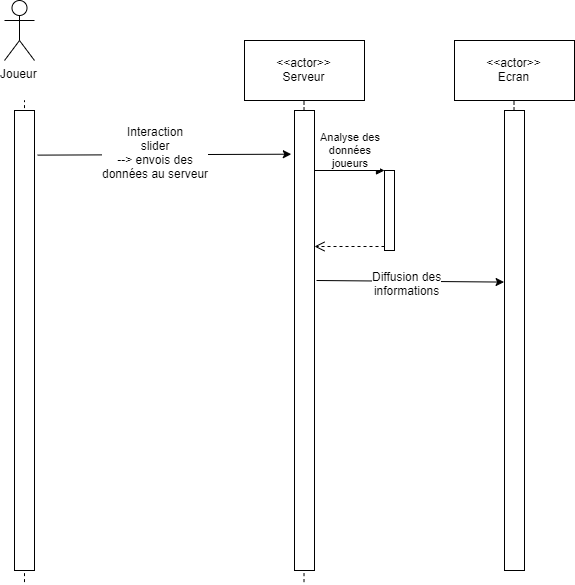 Joueur
<<actor>>
Serveur
<<actor>>
Ecran
Interaction
slider
--> envois des
données au serveur
Analyse des
données
joueurs
Diffusion des
informations